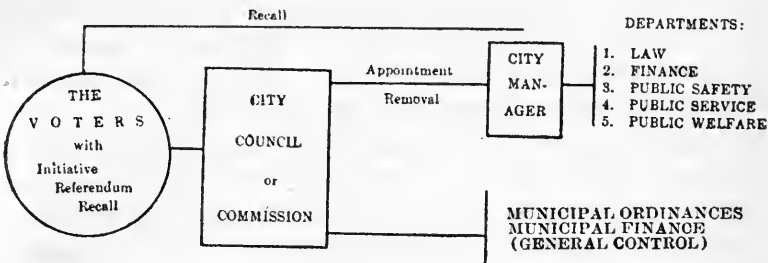 Recall
THE
VOTERS
with
Initiative
Referendum
Recall
CITY
COUNCIL
or
COMMISSION
Appointment
Removal
CITY
MAN-
AGER
DEPARTMENTS:
1. LAW
2. FINANCE
3. PUBLIC SAFETY
4. PUBLIC SERVICE
5. PUBLIC WELFARE
MUNICIPAL ORDINANCES
MUNICIPAL FINANCE
(GENERAL CONTROL)